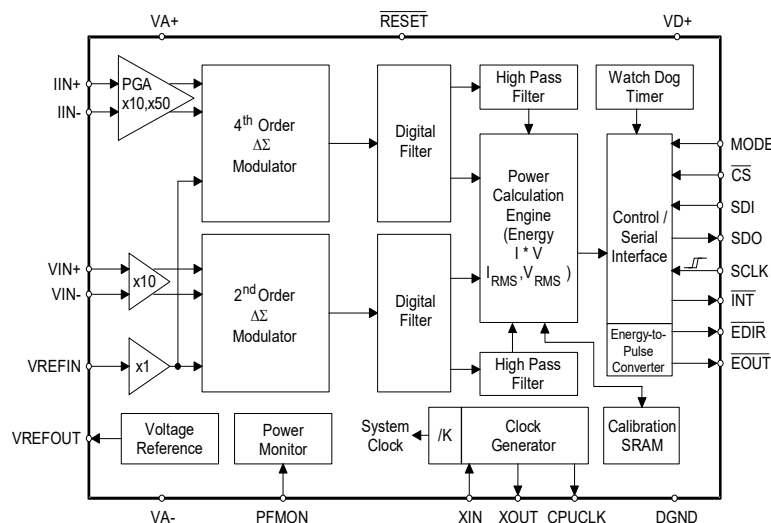 VA+
RESET
VD+
IIN+
IIN-
PGA
x10,x50
4th Order
ΔΣ
Modulator
Digital
Filter
High Pass
Filter
Watch Dog
Timer
Power
Calculation
Engine
(Energy
I * V
IRMS,VRMS )
Control /
Serial
Interface
MODE
CS
SDI
SDO
SCLK
INT
EDIR
EOUT
VIN+
VIN-
x10
2nd Order
ΔΣ
Modulator
Digital
Filter
High Pass
Filter
Energy-to-
Pulse
Converter
VREFIN
x1
VREFOUT
Voltage
Reference
Power
Monitor
System
Clock
/K
Clock
Generator
Calibration
SRAM
VA-
PFMON
XIN
XOUT
CPUCLK
DGND